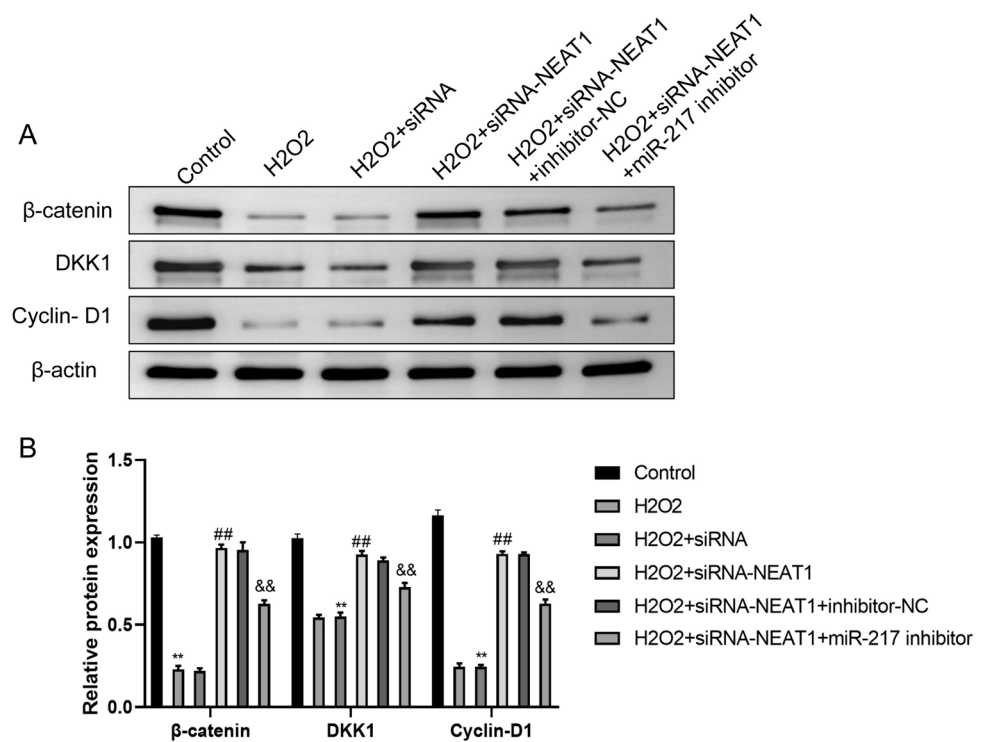 A
Control
H2O2
H2O2+siRNA
H2O2+siRNA-NEAT1
H2O2+siRNA-NEAT1
+inhibitor-NC
H2O2+siRNA-NEAT1
+miR-217 inhibitor
β-catenin
DKK1
Cyclin- D1
β-actin
B
Relative protein expression
1.5
1.0
0.5
0.0
**
##
&&
**
##
&&
**
##
&&
β-catenin
DKK1
Cyclin-D1
Control
H2O2
H2O2+siRNA
H2O2+siRNA-NEAT1
H2O2+siRNA-NEAT1+inhibitor-NC
H2O2+siRNA-NEAT1+miR-217 inhibitor